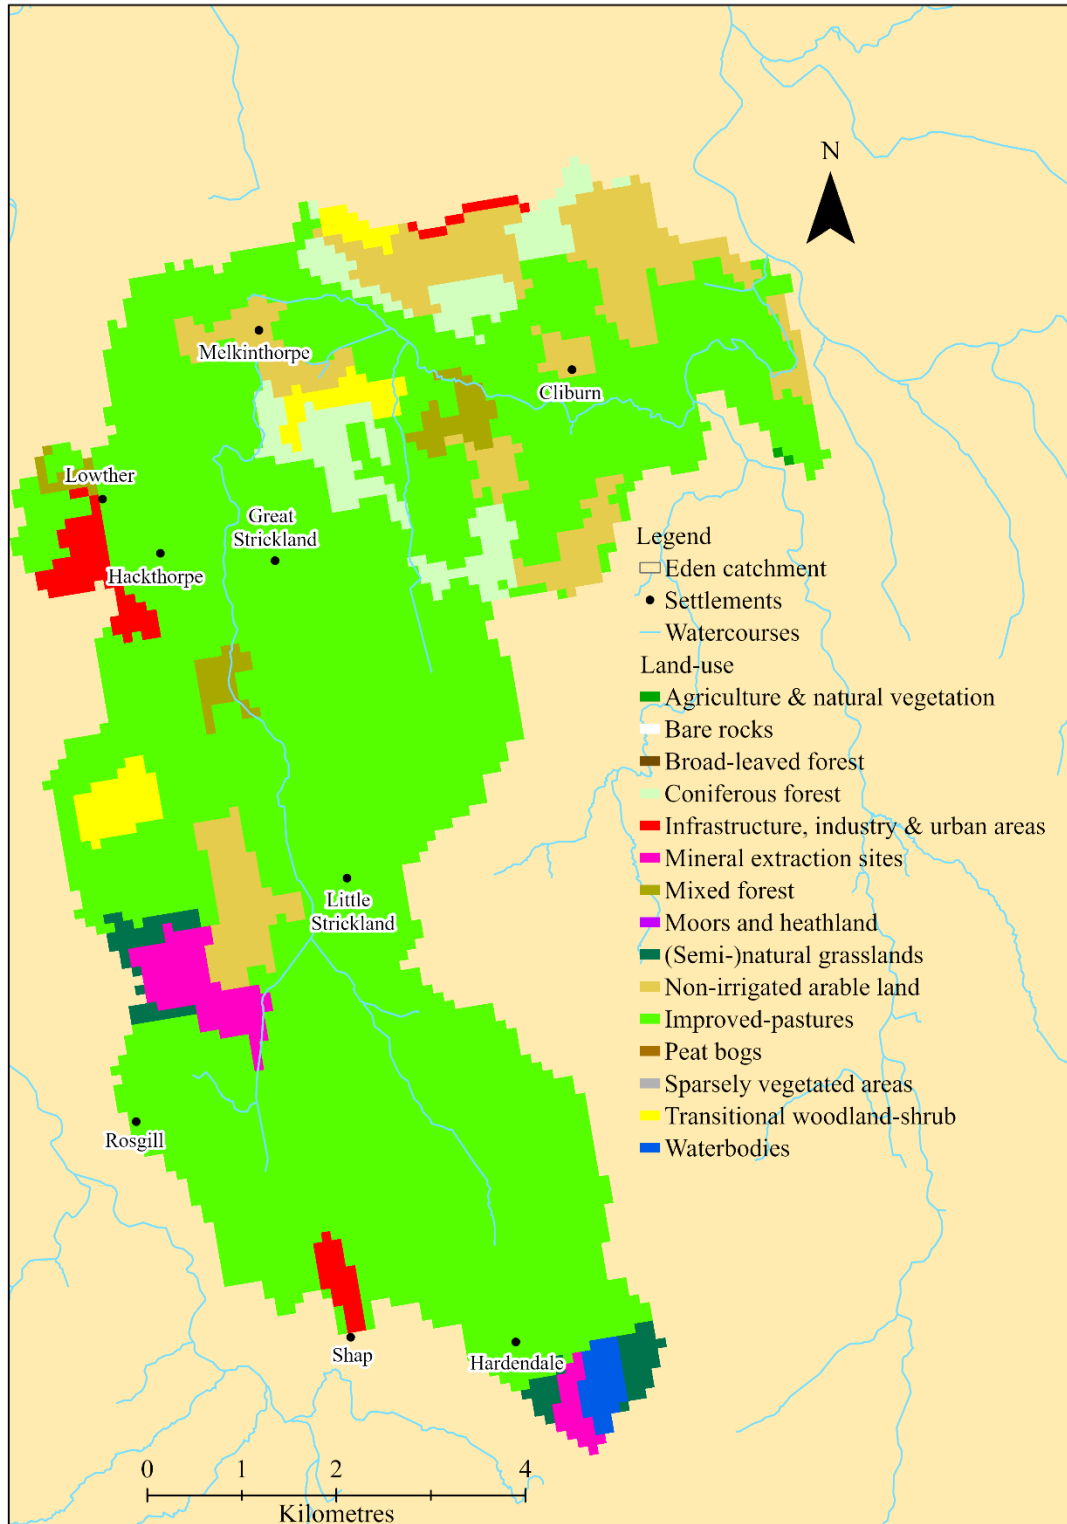 N
Melkinthorpe
Cliburn
Lowther
Great
Strickland
Hackthorpe
Legend
Eden catchment
Settlements
Watercourses
Land-use
Agriculture & natural vegetation
Bare rocks
Broad-leaved forest
Coniferous forest
Infrastructure, industry & urban areas
Mineral extraction sites
Mixed forest
Moors and heathland
(Semi-)natural grasslands
Non-irrigated arable land
Improved-pastures
Peat bogs
Sparsely vegetated areas
Transitional woodland-shrub
Waterbodies
Little
Strickland
Rosgill
Shap
Hardendale
0 1 2 4
Kilometres